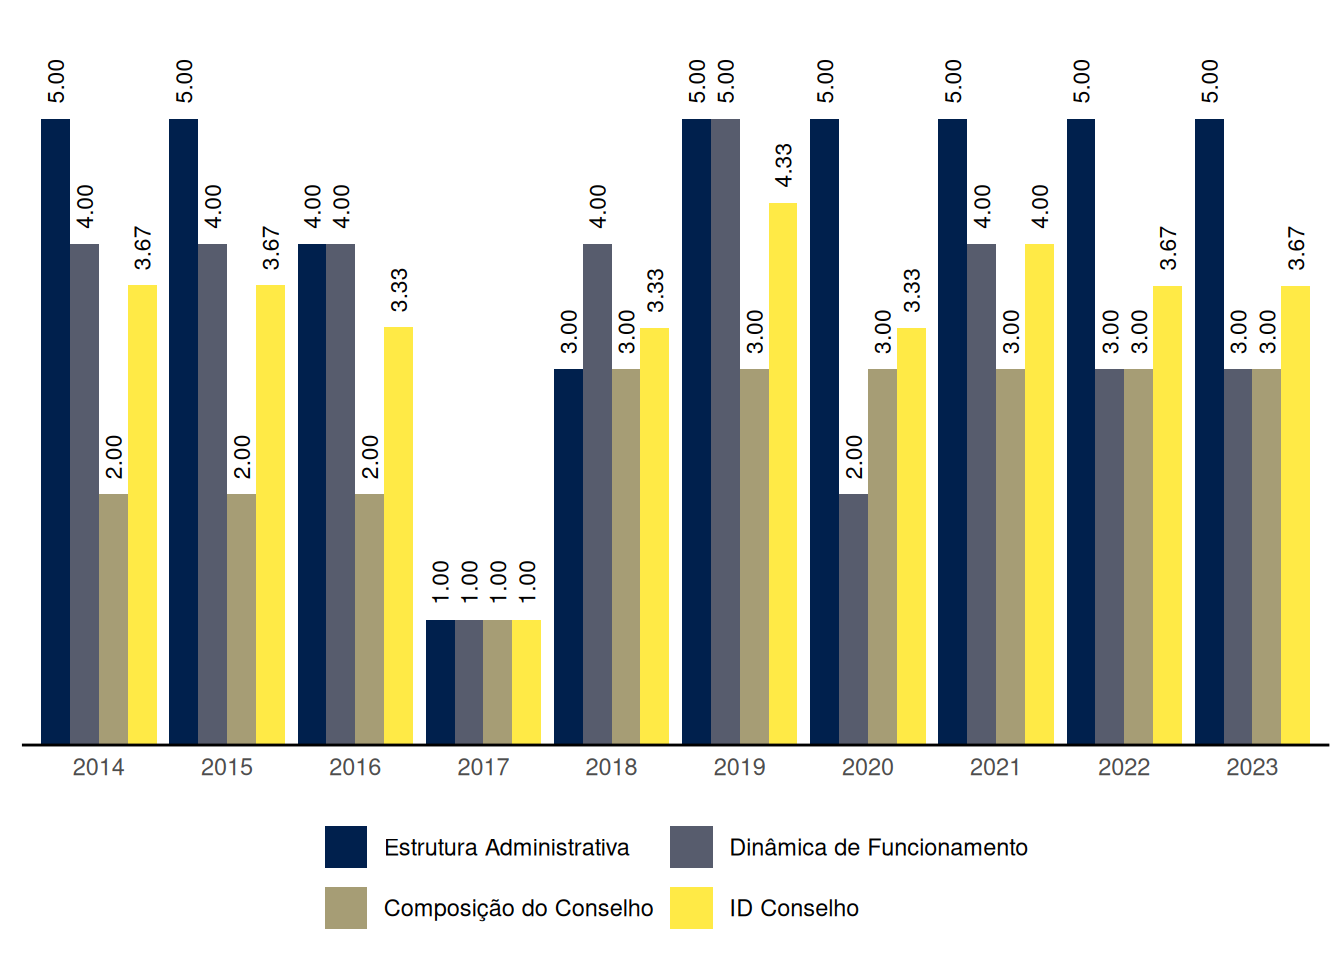 5.00 4.00 2.00 3.67 5.00 4.00 2.00 3.67 4.00 4.00 2.00 3.33 1.00 1.00 1.00 1.00 3.00 4.00 3.00 3.33 5.00 5.00 3.00 4.33 5.00 2.00 3.00 3.33 5.00 4.00 3.00 4.00 5.00 3.00 3.00 3.67 5.00 3.00 3.00 3.67
2014 2015 2016 2017 2018 2019 2020 2021 2022 2023
Estrutura Administrativa Dinâmica de Funcionamento
Composição do Conselho ID Conselho